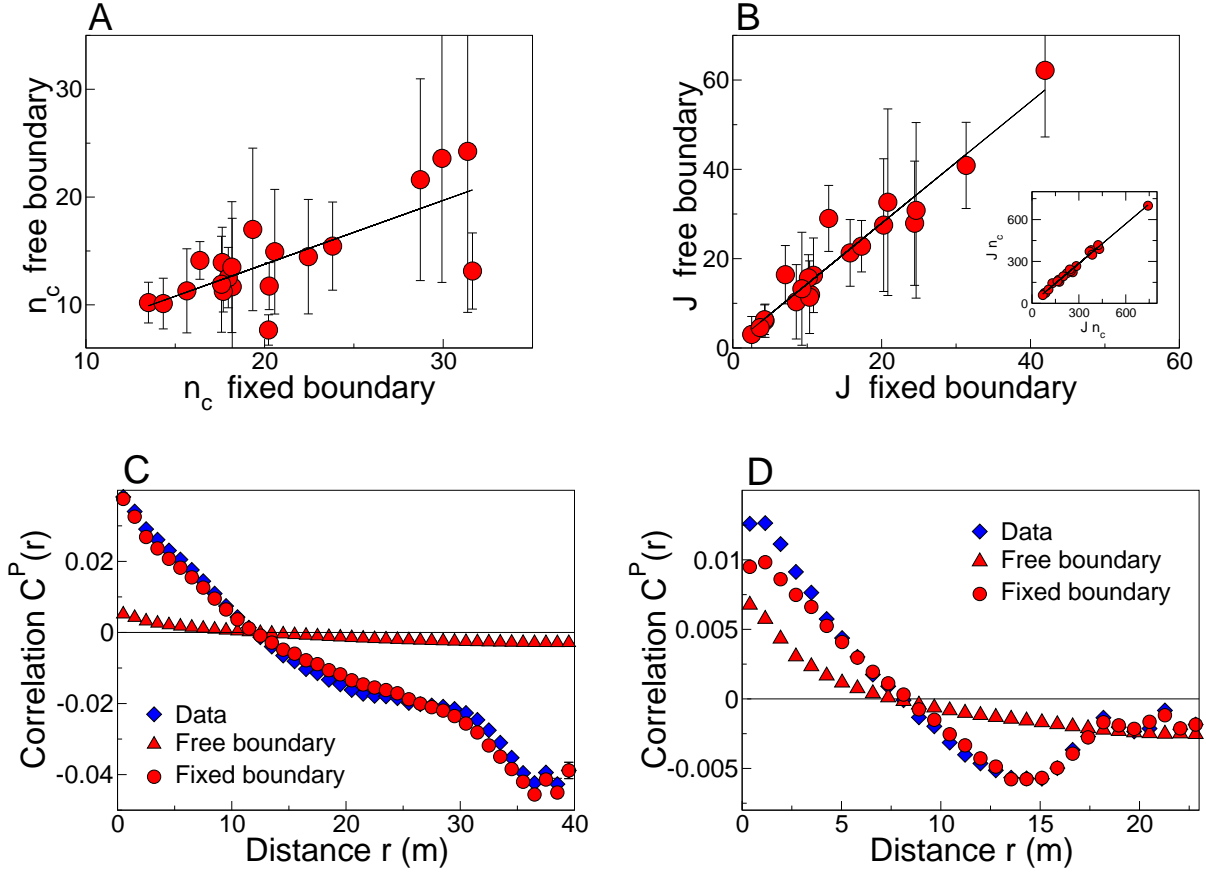 A
30
20
10
n_c free boundary
10
20
30
n_c fixed boundary
B
60
40
20
0
J free boundary
0
20
40
60
J fixed boundary
600
300
0
J n_c
0
300
600
J n_c
C
0.02
0
-0.02
-0.04
Correlation C^P(r)
Data
Free boundary
Fixed boundary
0
10
20
30
40
Distance r (m)
D
0.01
0.005
0
-0.005
Correlation C^P(r)
Data
Free boundary
Fixed boundary
0
5
10
15
20
Distance r (m)